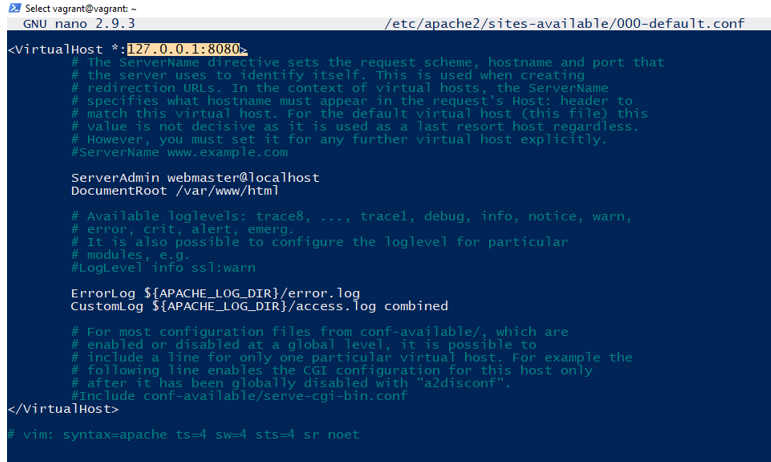 Select vagrant@vagrant: ~
GNU nano 2.9.3 /etc/apache2/sites-available/000-default.conf
<VirtualHost *:127.0.0.1:8080>
# The ServerName directive sets the request scheme, hostname and port that
# the server uses to identify itself. This is used when creating
# redirection URLs. In the context of virtual hosts, the ServerName
# specifies what hostname must appear in the request's Host: header to
# match this virtual host. For the default virtual host (this file) this
# value is not decisive as it is used as a last resort host regardless.
# However, you must set it for any further virtual host explicitly.
#ServerName www.example.com
ServerAdmin webmaster@localhost
DocumentRoot /var/www/html
# Available loglevels: trace8, ..., trace1, debug, info, notice, warn,
# error, crit, alert, emerg.
# It is also possible to configure the loglevel for particular
# modules, e.g.
#LogLevel info ssl:warn
ErrorLog ${APACHE_LOG_DIR}/error.log
CustomLog ${APACHE_LOG_DIR}/access.log combined
# For most configuration files from conf-available/, which are
# enabled or disabled at a global level, it is possible to
# include a line for only one particular virtual host. For example the
# following line enables the CGI configuration for this host only
# after it has been globally disabled with "a2disconf".
#Include conf-available/serve-cgi-bin.conf
</VirtualHost>
# vim: syntax=apache ts=4 sw=4 sts=4 sr noet